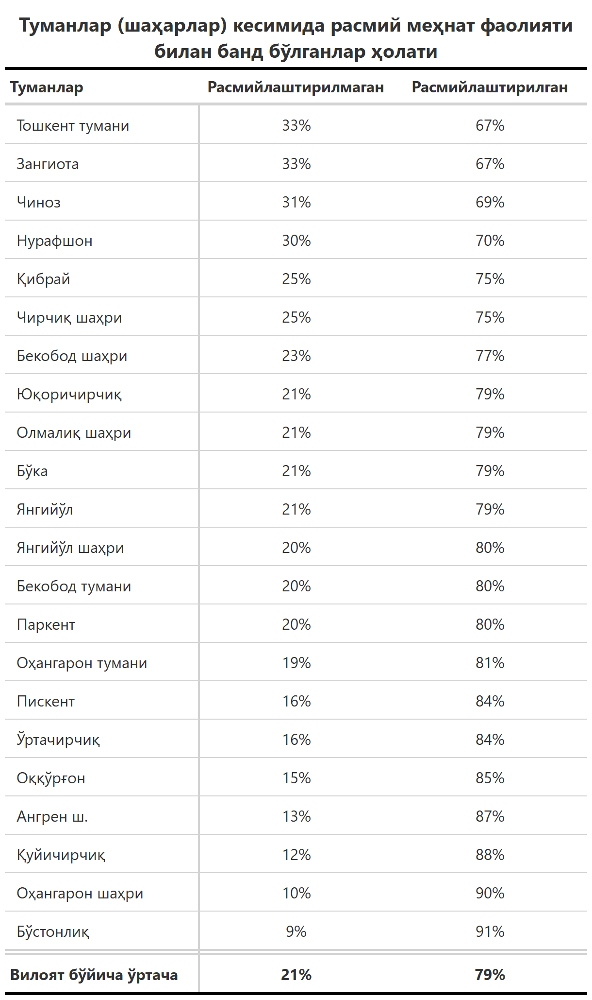 Туманлар (шаҳарлар) кесимида расмий меҳнат фаолияти
билан банд бўлганлар ҳолати
Туманлар Расмийлаштирилмаган Расмийлаштирилган
Тошкент тумани 33% 67%
Зангиота 33% 67%
Чиноз 31% 69%
Нурафшон 30% 70%
Қибрай 25% 75%
Чирчиқ шаҳри 25% 75%
Бекобод шаҳри 23% 77%
Юқоричирчиқ 21% 79%
Олмалиқ шаҳри 21% 79%
Бўка 21% 79%
Янгийўл 21% 79%
Янгийўл шаҳри 20% 80%
Бекобод тумани 20% 80%
Паркент 20% 80%
Оҳангарон тумани 19% 81%
Пискент 16% 84%
Ўртачирчиқ 16% 84%
Оққўрғон 15% 85%
Ангрен ш. 13% 87%
Қуйичирчиқ 12% 88%
Оҳангарон шаҳри 10% 90%
Бўстонлиқ 9% 91%
Вилоят бўйича ўртача 21% 79%